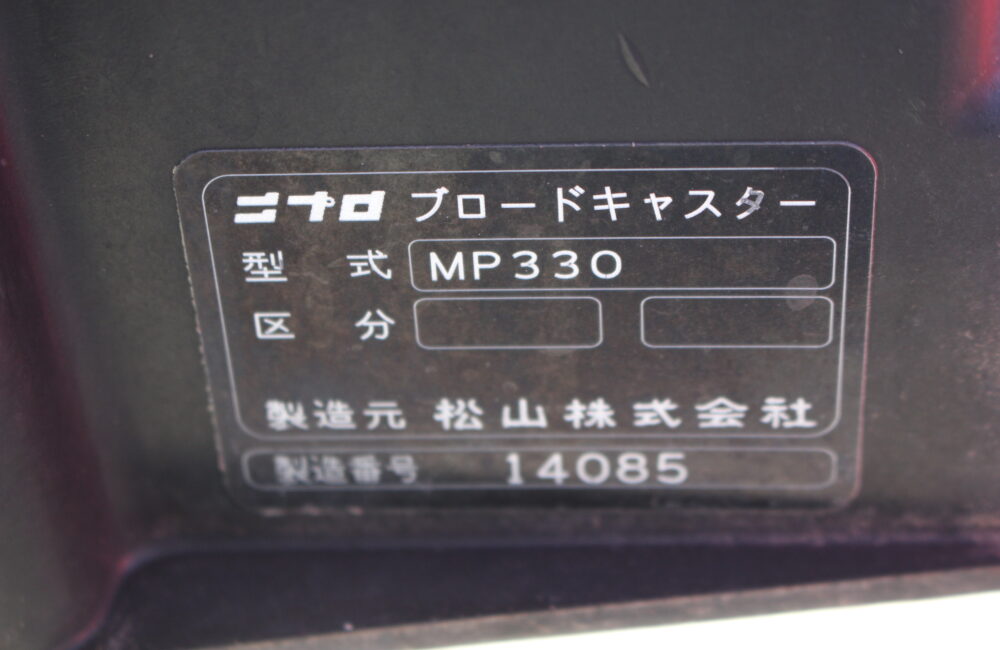 ニプロ ブロードキャスター
型式 MP330
区分
製造元 松山株式会社
製造番号 14085